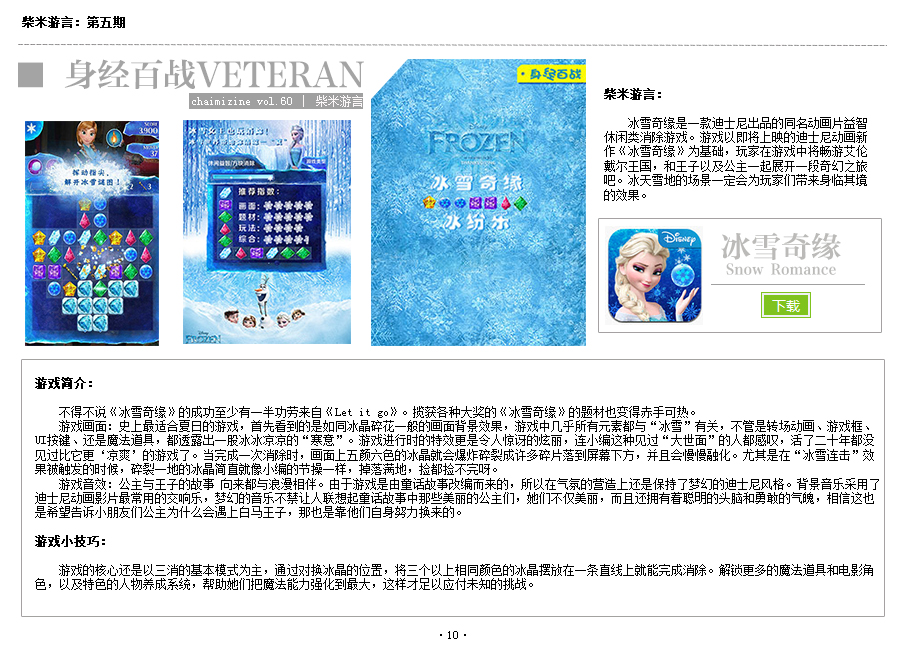 柴米游言：第五期
身经百战VETERAN
chaimizine vol.60 | 柴米游言
SCORE
3900
37
挥动指尖，
解开冰雪谜图！
推荐指数：
画面：
题材：
玩法：
综合：
身经百战
FROZEN
冰雪奇缘
冰纷乐
柴米游言：
冰雪奇缘是一款迪士尼出品的同名动画片益智
休闲类消除游戏。游戏以即将上映的迪士尼动画新
作《冰雪奇缘》为基础，玩家在游戏中将畅游艾伦
戴尔王国，和王子以及公主一起展开一段奇幻之旅
吧。冰天雪地的场景一定会为玩家们带来身临其境
的效果。
Disney
冰雪奇缘
Snow Romance
下载
游戏简介：
不得不说《冰雪奇缘》的成功至少有一半功劳来自《Let it go》。揽获各种大奖的《冰雪奇缘》的题材也变得赤手可热。
游戏画面：史上最适合夏日的游戏，首先看到的是如同冰晶碎花一般的画面背景效果，游戏中几乎所有元素都与“冰雪”有关，不管是转场动画、游戏框、
UI按键、还是魔法道具，都透露出一股冰冰凉凉的“寒意”。游戏进行时的特效更是令人惊讶的炫丽，连小编这种见过“大世面”的人都感叹，活了二十年都没
见过比它更‘凉爽’的游戏了。当完成一次消除时，画面上五颜六色的冰晶就会爆炸碎裂成许多碎片落到屏幕下方，并且会慢慢融化。尤其是在“冰雪连击”效
果被触发的时候，碎裂一地的冰晶简直就像小编的节操一样，掉落满地，捡都捡不完呀。
游戏音效：公主与王子的故事 向来都与浪漫相伴。由于游戏是由童话故事改编而来的，所以在气氛的营造上还是保持了梦幻的迪士尼风格。背景音乐采用了
迪士尼动画影片最常用的交响乐，梦幻的音乐不禁让人联想起童话故事中那些美丽的公主们，她们不仅美丽，而且还拥有着聪明的头脑和勇敢的气魄，相信这也
是希望告诉小朋友们公主为什么会遇上白马王子，那也是靠他们自身努力换来的。
游戏小技巧：
游戏的核心还是以三消的基本模式为主，通过对换冰晶的位置，将三个以上相同颜色的冰晶摆放在一条直线上就能完成消除。解锁更多的魔法道具和电影角
色，以及特色的人物养成系统，帮助她们把魔法能力强化到最大，这样才足以应付未知的挑战。
· 10 ·